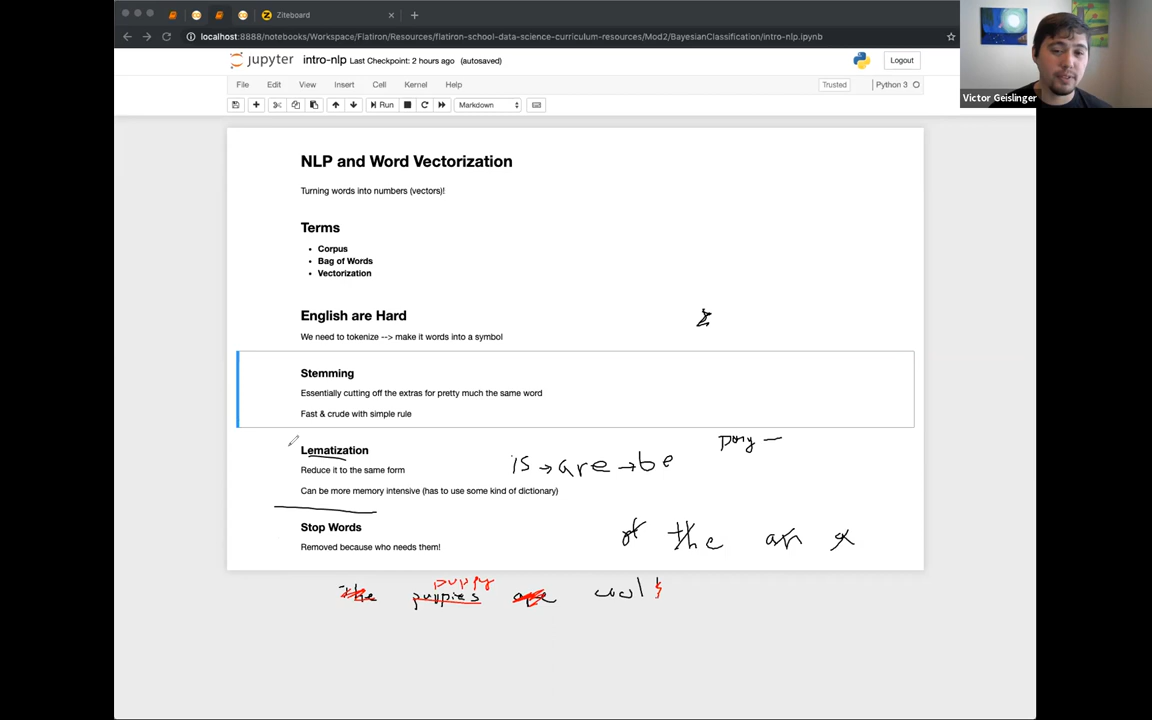 Ziteboard
localhost:8888/notebooks/Workspace/Flatiron/Resources/flatiron-school-data-science-curriculum-resources/Mod2/BayesianClassification/intro-nlp.ipynb
jupyter intro-nlp Last Checkpoint: 2 hours ago (autosaved) Logout
File Edit View Insert Cell Kernel Help Trusted Python 3
Run Markdown
Victor Geislinger
NLP and Word Vectorization
Turning words into numbers (vectors)!
Terms
Corpus
Bag of Words
Vectorization
English are Hard
We need to tokenize --> make it words into a symbol
Stemming
Essentially cutting off the extras for pretty much the same word
Fast & crude with simple rule
Lematization
Reduce it to the same form
is → are → be
Can be more memory intensive (has to use some kind of dictionary)
Stop Words
the an
Removed because who needs them!
puppy
the puppies are cool